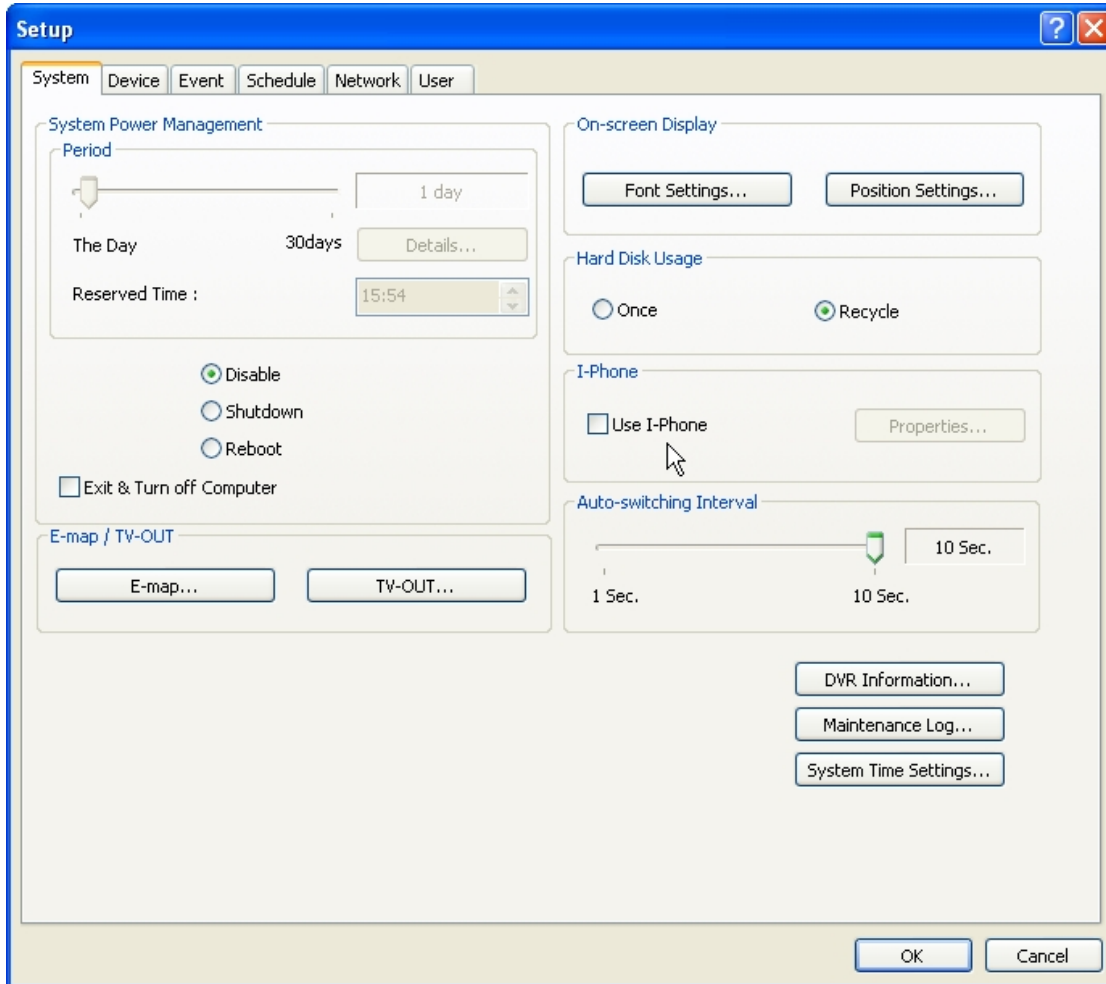 Setup
System Device Event Schedule Network User
System Power Management
Period
1 day
The Day 30days Details...
Reserved Time : 15:54
Disable
Shutdown
Reboot
Exit & Turn off Computer
E-map / TV-OUT
E-map... TV-OUT...
On-screen Display
Font Settings... Position Settings...
Hard Disk Usage
Once Recycle
I-Phone
Use I-Phone Properties...
Auto-switching Interval
10 Sec.
1 Sec. 10 Sec.
DVR Information...
Maintenance Log...
System Time Settings...
OK Cancel